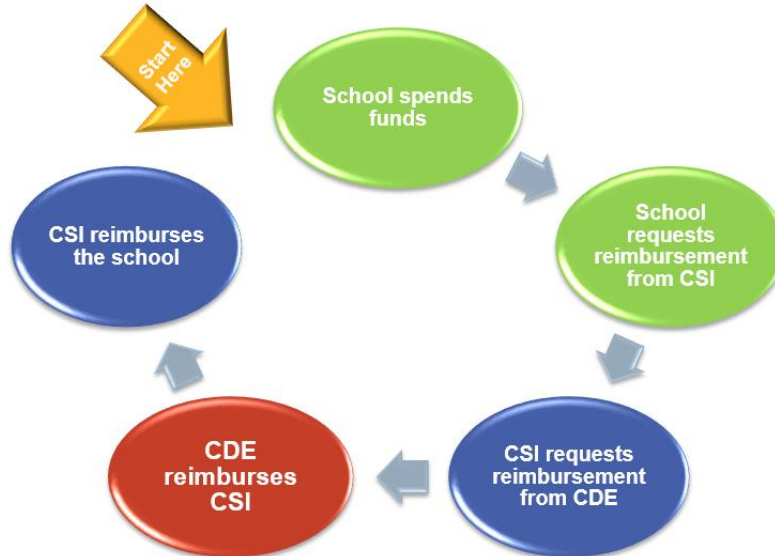 Start
Here
School spends
funds
School
requests
reimbursement
from CSI
CSI requests
reimbursement
from CDE
CDE
reimburses
CSI
CSI reimburses
the school